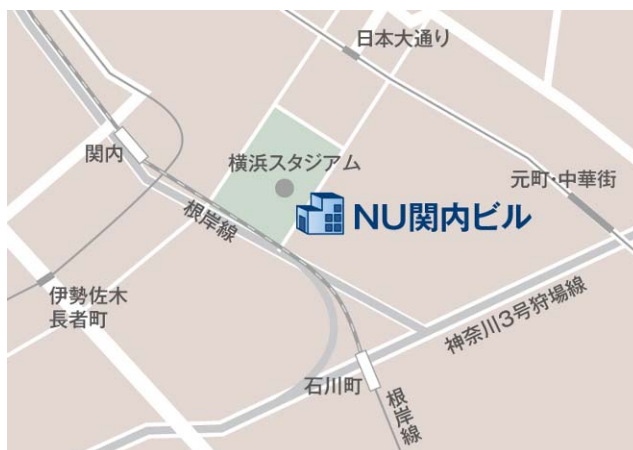 日本大通り
関内
横浜スタジアム
元町・中華街
根岸線
NU関内ビル
伊勢佐木
長者町
神奈川3号狩場線
石川町
根岸線